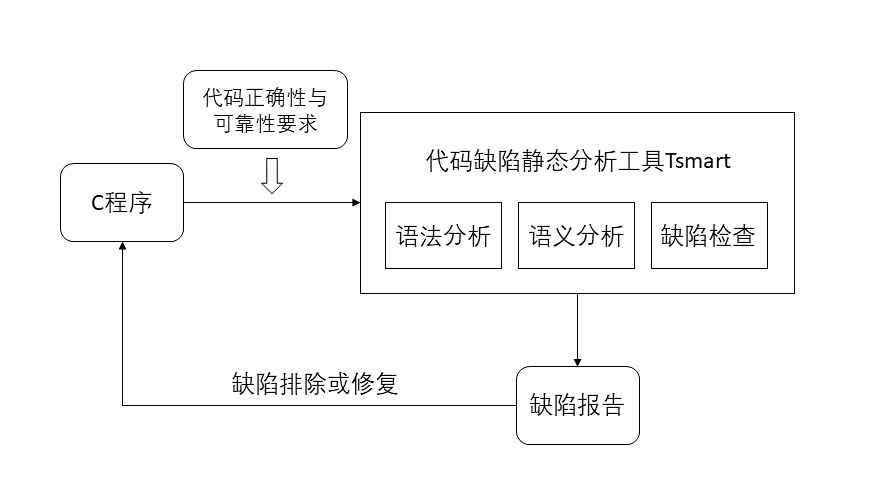 代码正确性与
可靠性要求
代码缺陷静态分析工具Tsmart
C程序
语法分析
语义分析
缺陷检查
缺陷排除或修复
缺陷报告